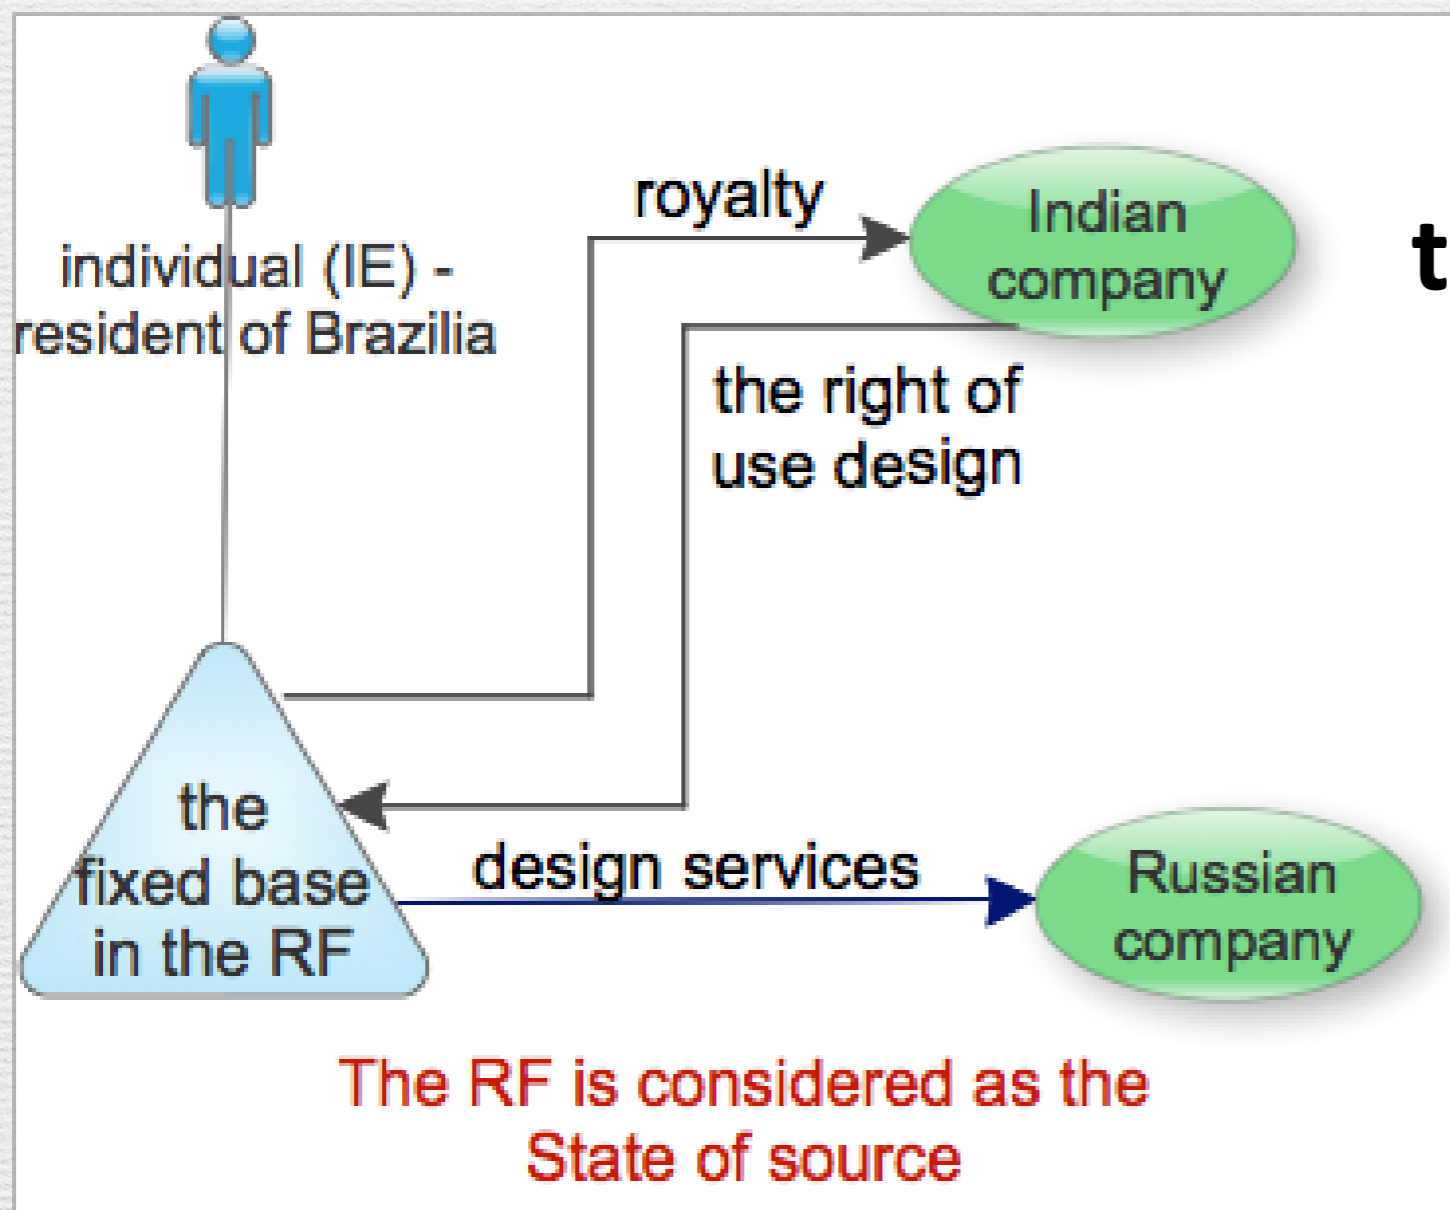 royalty
Indian
company
t
individual (IE) -
resident of Brazilia
the right of
use design
the
fixed base
in the RF
design services
Russian
company
The RF is considered as the
State of source